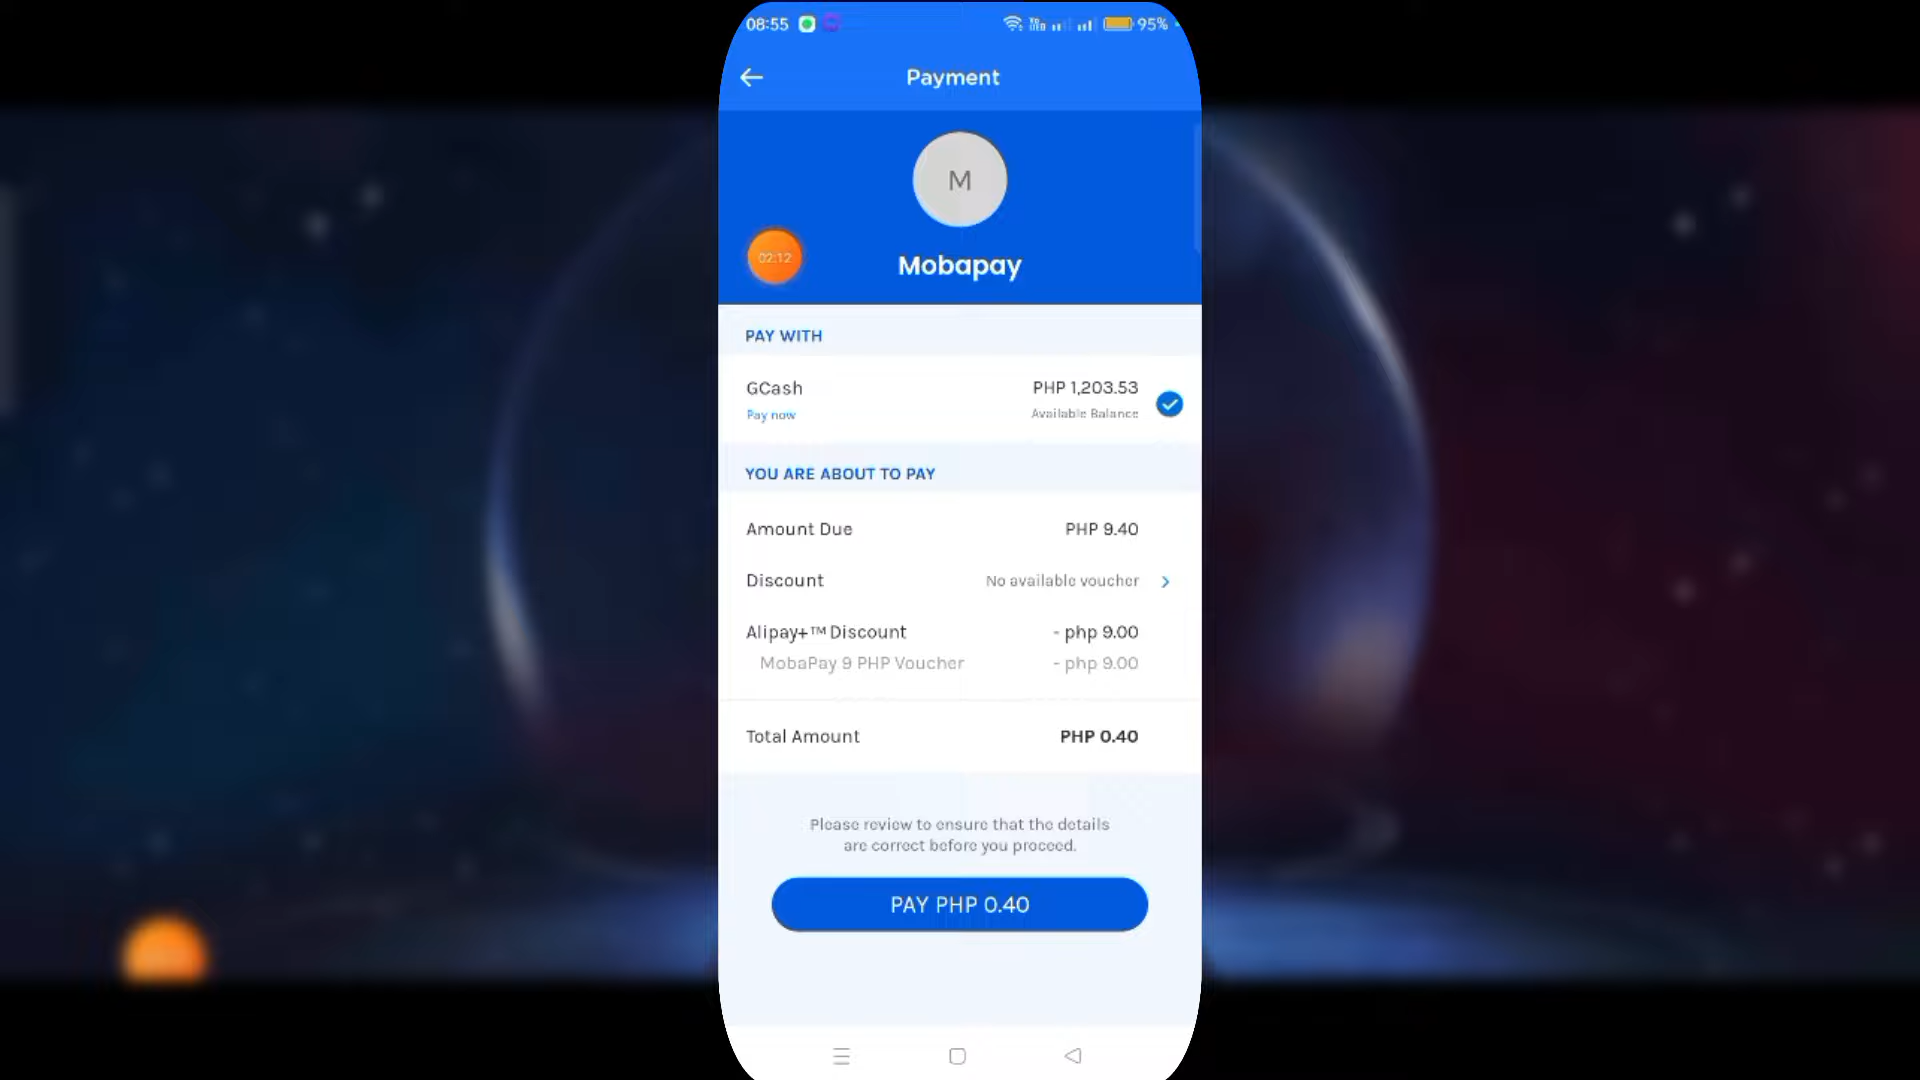 08:55
95%
Payment
M
02:12
Mobapay
PAY WITH
GCash PHP 1,203.53
Pay now Available Balance
YOU ARE ABOUT TO PAY
Amount Due PHP 9.40
Discount No available voucher
Alipay+™ Discount - php 9.00
MobaPay 9 PHP Voucher - php 9.00
Total Amount PHP 0.40
Please review to ensure that the details
are correct before you proceed.
PAY PHP 0.40